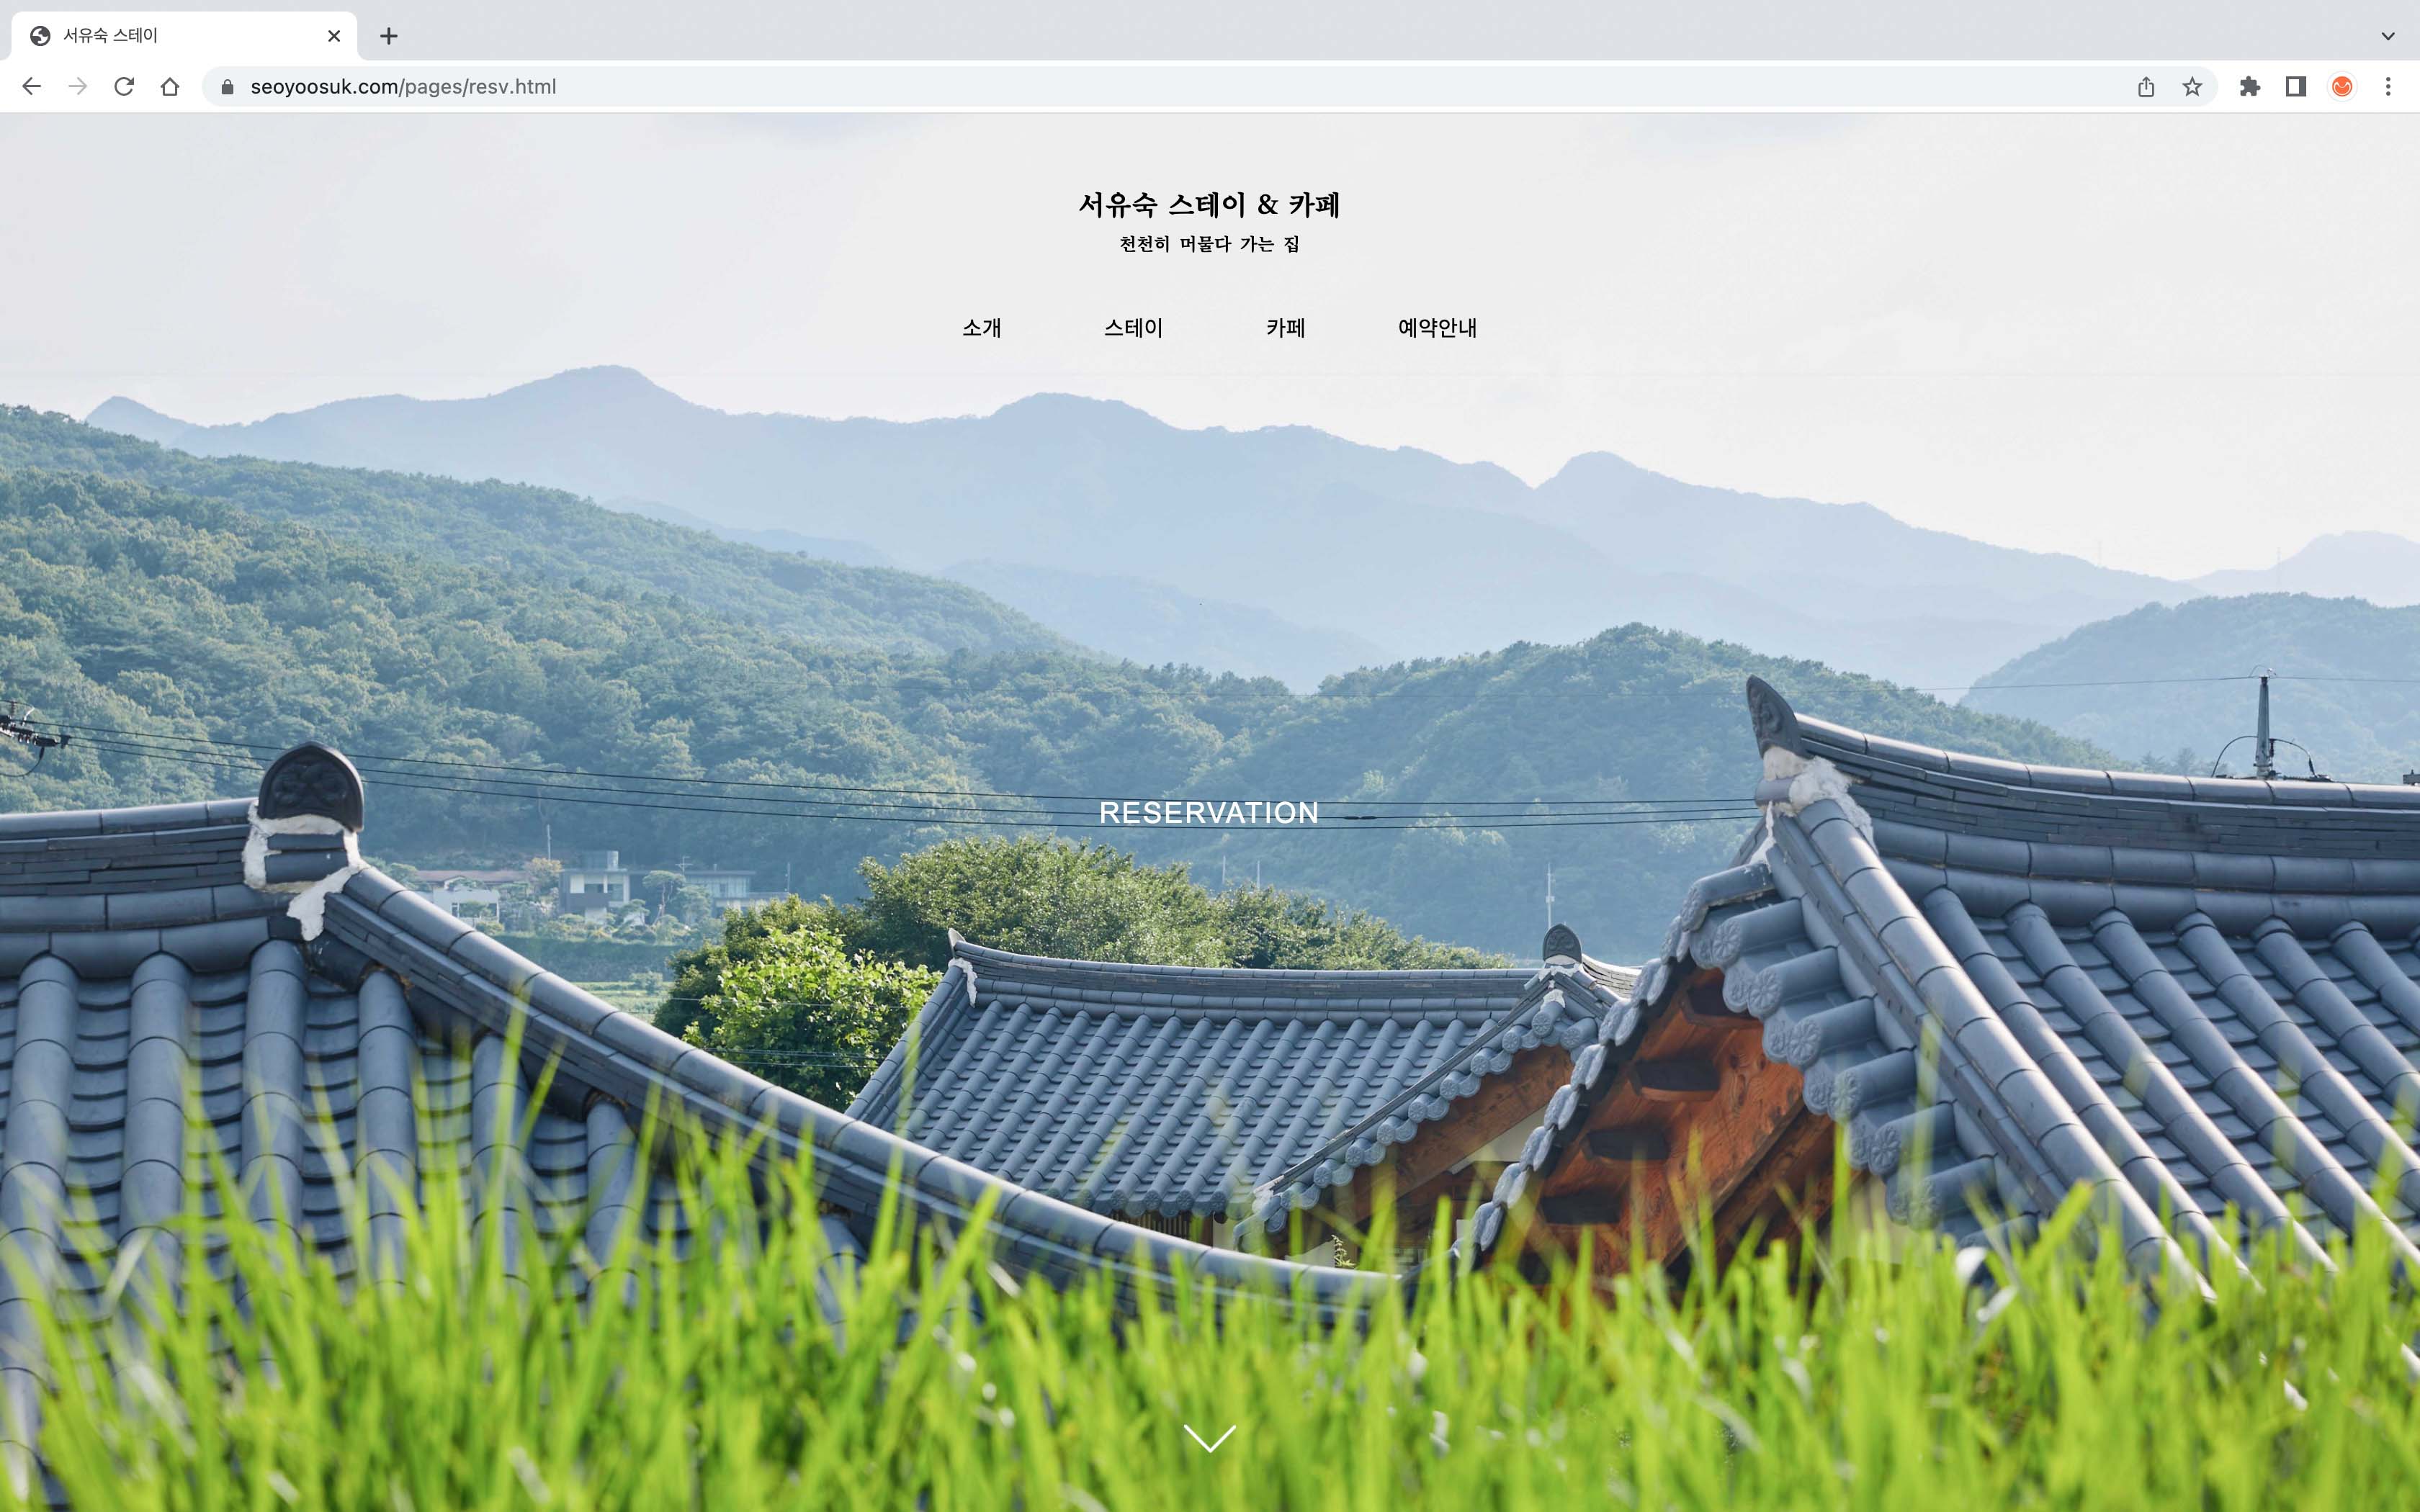 서유숙 스테이
seoyoosuk.com/pages/resv.html
서유숙 스테이 & 카페
천천히 머물다 가는 집
소개 스테이 카페 예약안내
RESERVATION